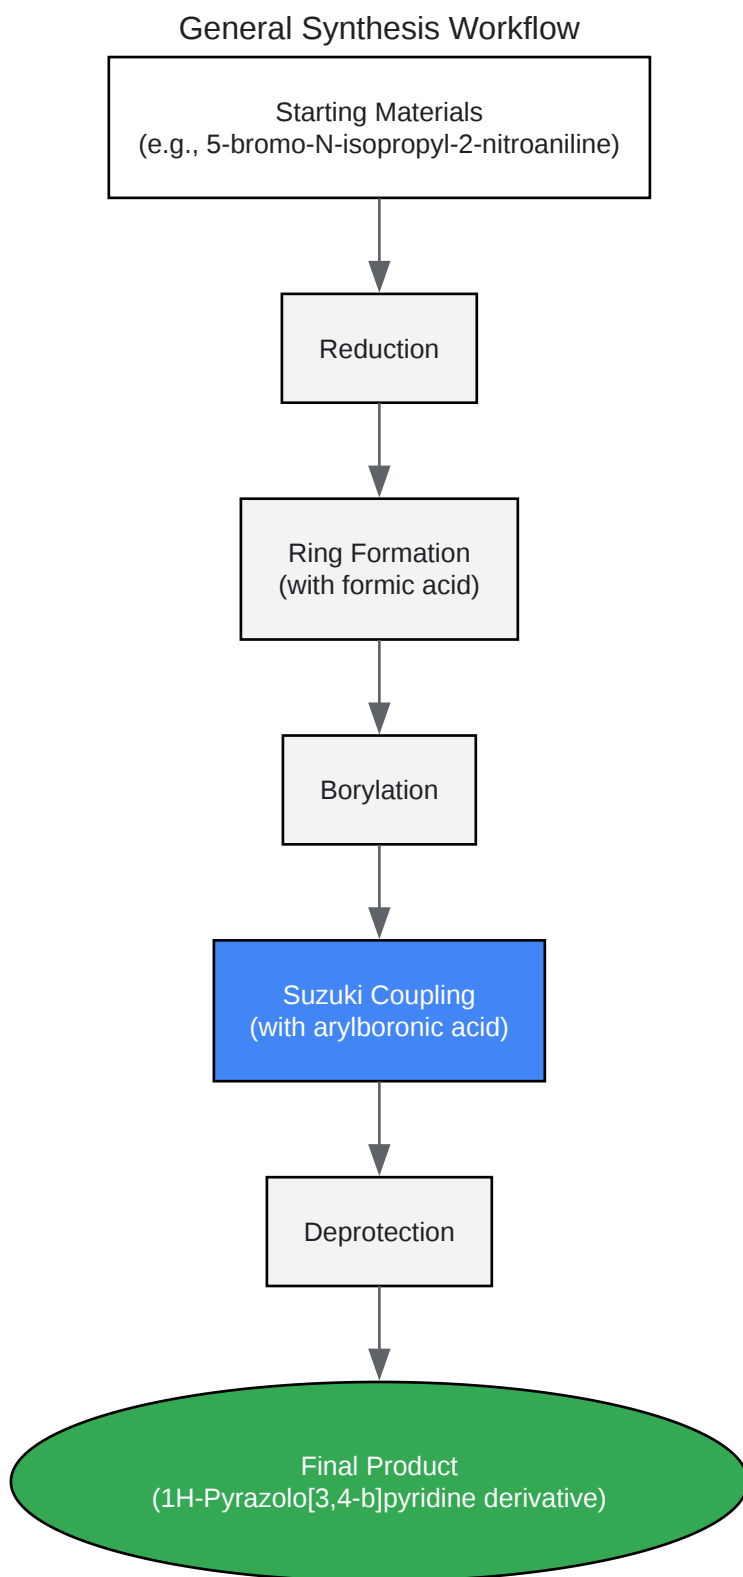 General Synthesis Workflow
Starting Materials
(e.g., 5-bromo-N-isopropyl-2-nitroaniline)
Reduction
Ring Formation
(with formic acid)
Borylation
Suzuki Coupling
(with arylboronic acid)
Deprotection
Final Product
(1H-Pyrazolo[3,4-b]pyridine derivative)